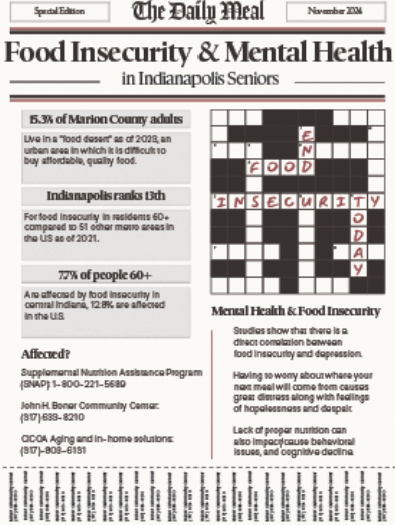 Special Edition
The Daily Meal
November 2024
Food Insecurity & Mental Health
in Indianapolis Seniors
15.3% of Marion County adults
Live in a "food desert" as of 2023, an
urban area in which it is difficult to
buy affordable, quality food.
Indianapolis ranks 13th
For food insecurity in residents 60+
compared to 51 other metro areas in
the US as of 2021.
7.7% of people 60+
Are affected by food insecurity in
central Indiana, 12.8% are affected
in the U.S.
Affected?
Supplemental Nutrition Assistance Program
(SNAP): 1-800-221-5689
John H. Boner Community Center:
(317)633-8210
CICOA Aging and in-home solutions:
(317)-803-6131
END
FOOD
INSECURITY
TODAY
Mental Health & Food Insecurity
Studies show that there is a
direct correlation between
food insecurity and depression.
Having to worry about where your
next meal will come from causes
great distress along with feelings
of hopelessness and despair.
Lack of proper nutrition can
also impact/cause behavioral
issues, and cognitive decline.